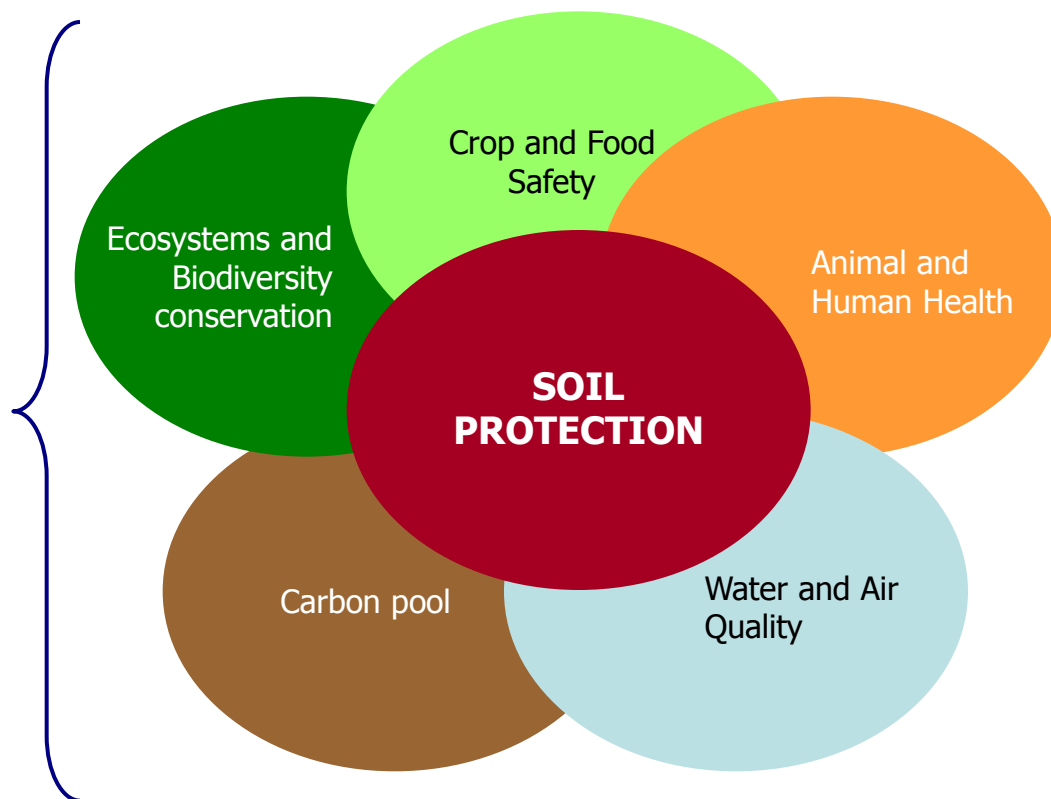 Crop and Food
Safety
Ecosystems and
Biodiversity
conservation
Animal and
Human Health
SOIL
PROTECTION
Carbon pool
Water and Air
Quality